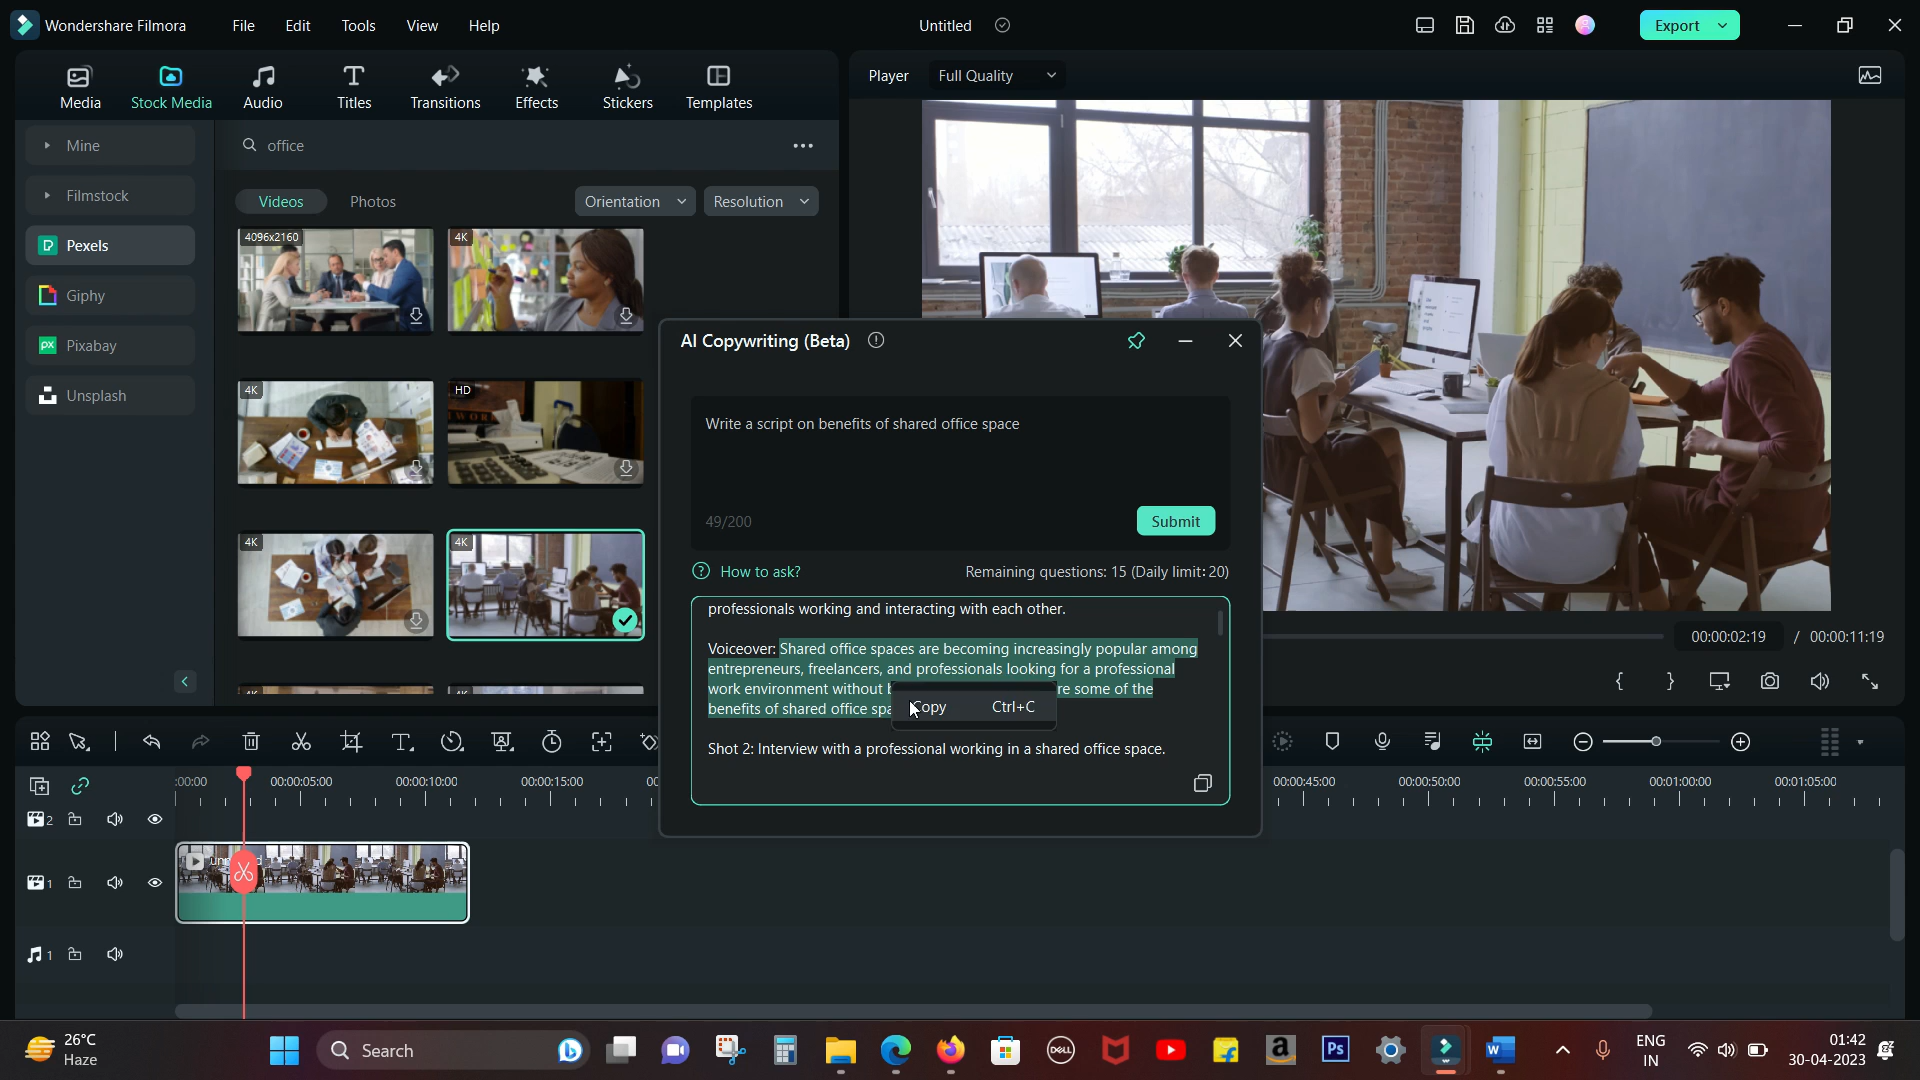 Wondershare Filmora
File
Edit
Tools
View
Help
Untitled
Export
Media
Stock Media
Audio
Titles
Transitions
Effects
Stickers
Templates
Player
Full Quality
Mine
Filmstock
Pexels
Giphy
Pixabay
Unsplash
office
Videos
Photos
Orientation
Resolution
4096x2160
4K
4K
HD
4K
4K
AI Copywriting (Beta)
Write a script on benefits of shared office space
49/200
Submit
How to ask?
Remaining questions: 15 (Daily limit: 20)
professionals working and interacting with each other.
Voiceover: Shared office spaces are becoming increasingly popular among
entrepreneurs, freelancers, and professionals looking for a professional
work environment without re some of the
benefits of shared office
Copy Ctrl+C
Shot 2: Interview with a professional working in a shared office space.
00:00:02:19 / 00:00:11:19
:00:00
00:00:05:00
00:00:10:00
00:00:15:00
00:00:45:00
00:00:50:00
00:00:55:00
00:01:00:00
00:01:05:00
2
1
1
26°C
Haze
Search
DELL
Ps
ENG
IN
01:42
30-04-2023